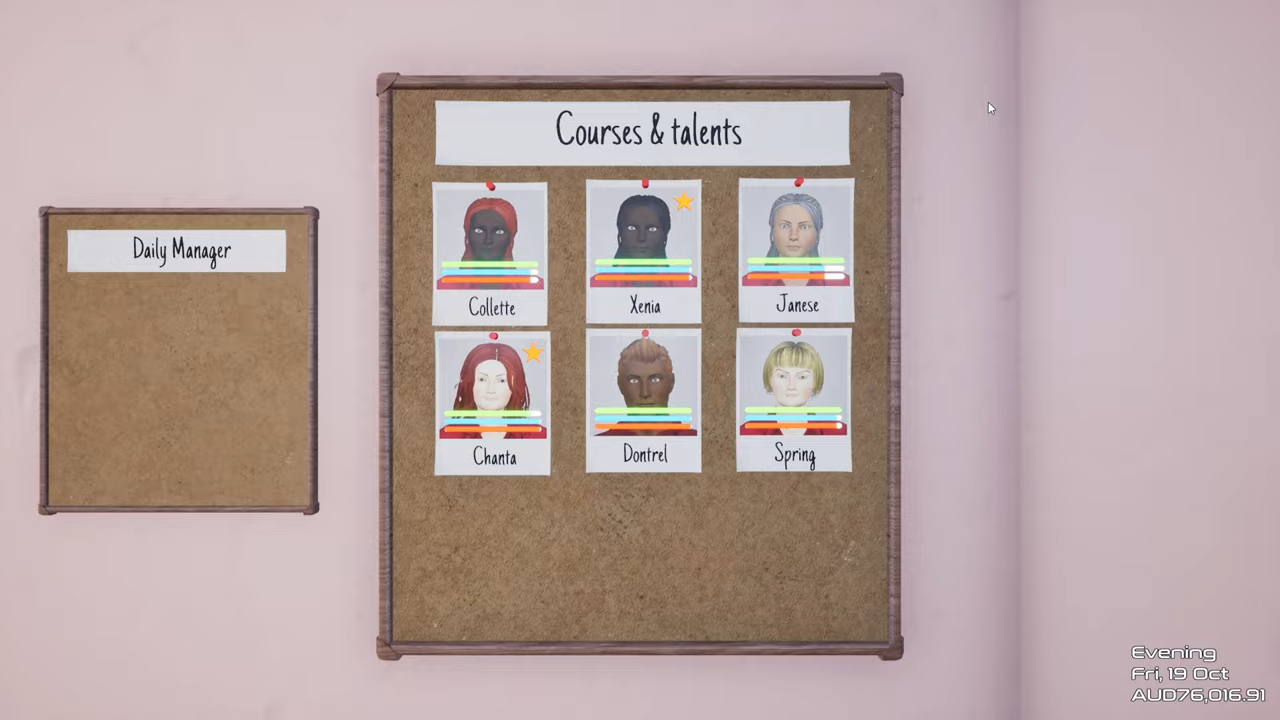 Courses & talents
Daily Manager
Collette
Xenia
Janese
Chanta
Dontrel
Spring
Evening
Fri, 19 Oct
AUD76,016.91